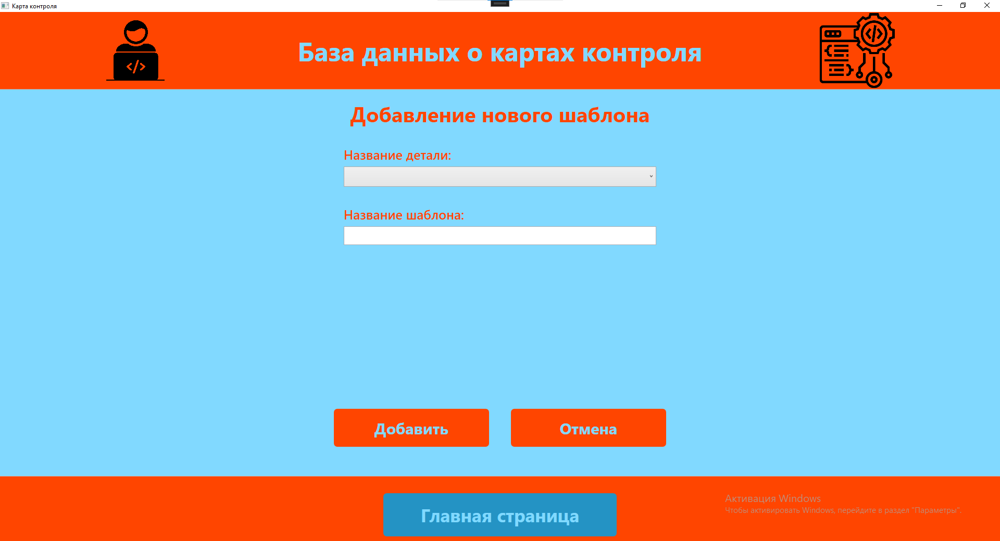 Карта контроля
База данных о картах контроля
</>
</>
Добавление нового шаблона
Название детали:
Название шаблона:
Добавить
Отмена
Главная страница
Активация Windows
Чтобы активировать Windows, перейдите в раздел "Параметры".